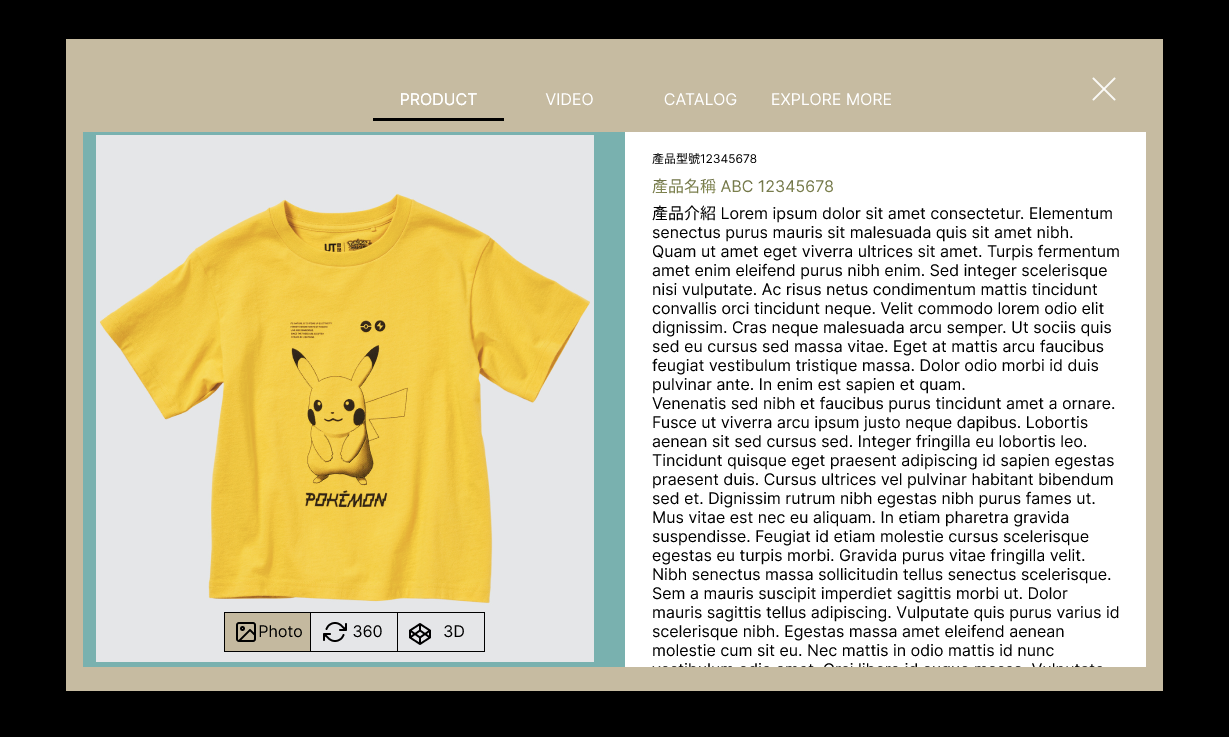 PRODUCT VIDEO CATALOG EXPLORE MORE
UT
POKÉMON
Photo 360 3D
產品型號12345678
產品名稱 ABC 12345678
產品介紹 Lorem ipsum dolor sit amet consectetur. Elementum
senectus purus mauris sit malesuada quis sit amet nibh.
Quam ut amet eget viverra ultrices sit amet. Turpis fermentum
amet enim eleifend purus nibh enim. Sed integer scelerisque
nisi vulputate. Ac risus netus condimentum mattis tincidunt
convallis orci tincidunt neque. Velit commodo lorem odio elit
dignissim. Cras neque malesuada arcu semper. Ut sociis quis
sed eu cursus sed massa vitae. Eget at mattis arcu faucibus
feugiat vestibulum tristique massa. Dolor odio morbi id duis
pulvinar ante. In enim est sapien et quam.
Venenatis sed nibh et faucibus purus tincidunt amet a ornare.
Fusce ut viverra arcu ipsum justo neque dapibus. Lobortis
aenean sit sed cursus sed. Integer fringilla eu lobortis leo.
Tincidunt quisque eget praesent adipiscing id sapien egestas
praesent duis. Cursus ultrices vel pulvinar habitant bibendum
sed et. Dignissim rutrum nibh egestas nibh purus fames ut.
Mus vitae est nec eu aliquam. In etiam pharetra gravida
suspendisse. Feugiat id etiam molestie cursus scelerisque
egestas eu turpis morbi. Gravida purus vitae fringilla velit.
Nibh senectus massa sollicitudin tellus senectus scelerisque.
Sem a mauris suscipit imperdiet sagittis morbi ut. Dolor
mauris sagittis tellus adipiscing. Vulputate quis purus varius id
scelerisque nibh. Egestas massa amet eleifend aenean
molestie cum sit eu. Nec mattis in odio mattis id nunc